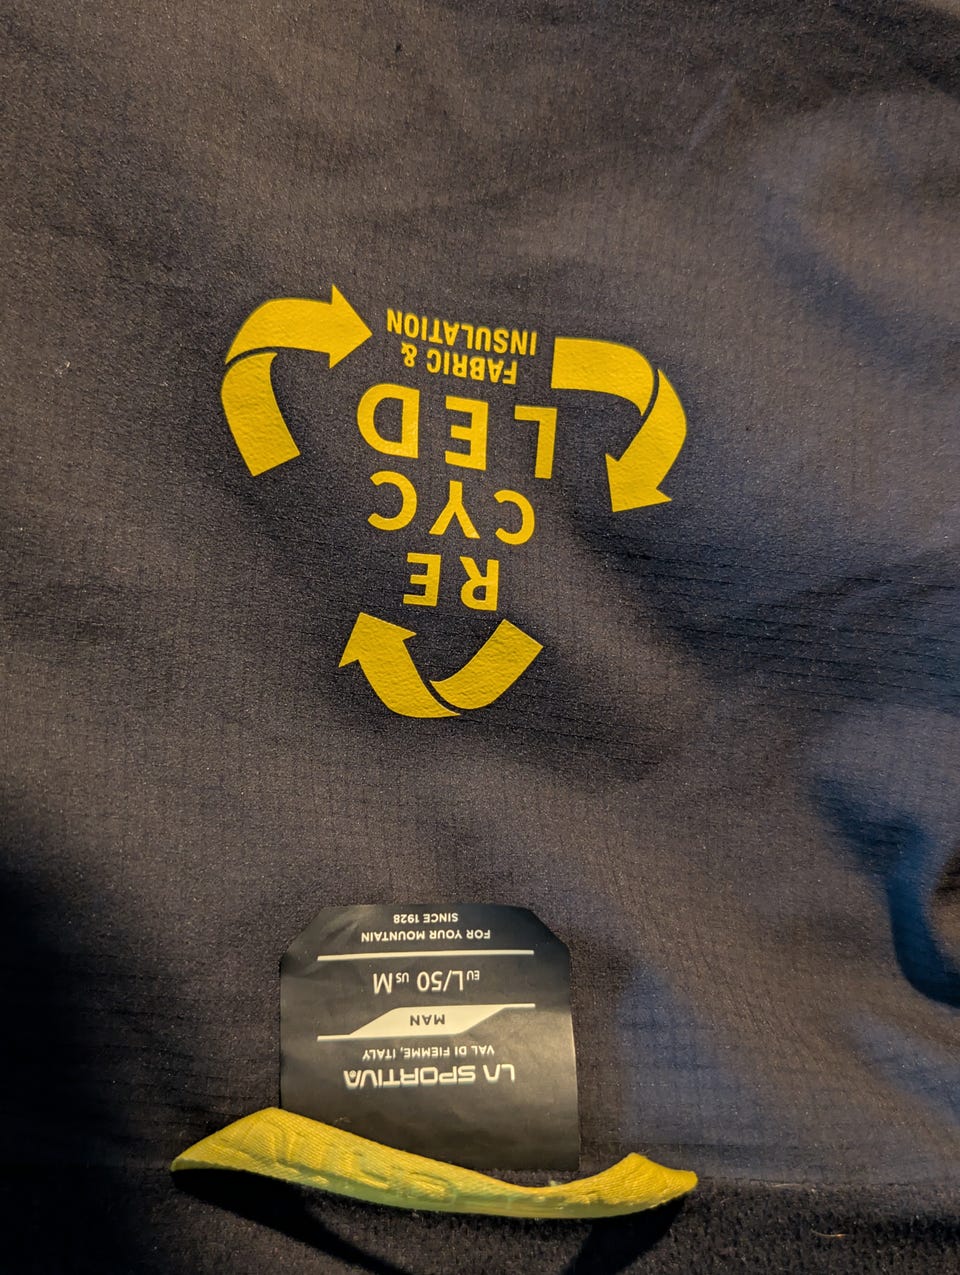 LA SPORTIVA
VAL DI FIEMME, ITALY
MAN
EU L/50 US M
FOR YOUR MOUNTAIN
SINCE 1928
RE
CYC
LED
FABRIC &
INSULATION